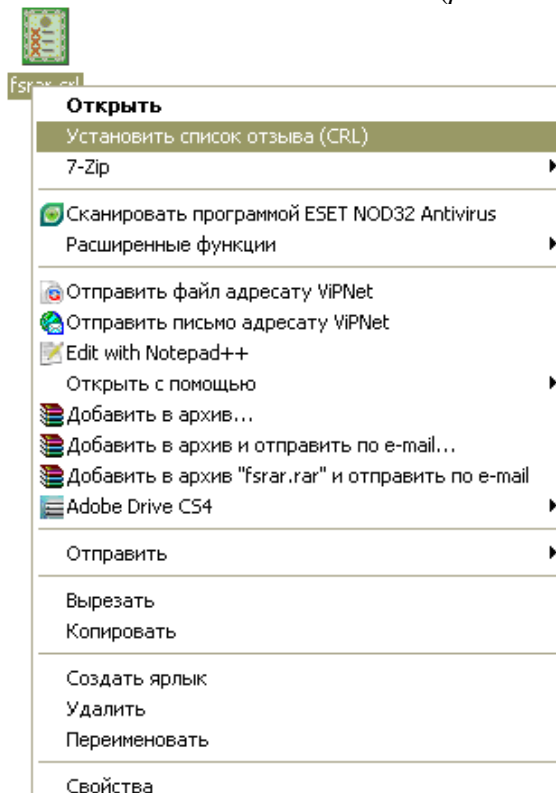 fsrar.crl
Открыть
Установить список отзыва (CRL)
7-Zip
Сканировать программой ESET NOD32 Antivirus
Расширенные функции
Отправить файл адресату ViPNet
Отправить письмо адресату ViPNet
Edit with Notepad++
Открыть с помощью
Добавить в архив...
Добавить в архив и отправить по e-mail...
Добавить в архив "fsrar.rar" и отправить по e-mail
Adobe Drive CS4
Отправить
Вырезать
Копировать
Создать ярлык
Удалить
Переименовать
Свойства